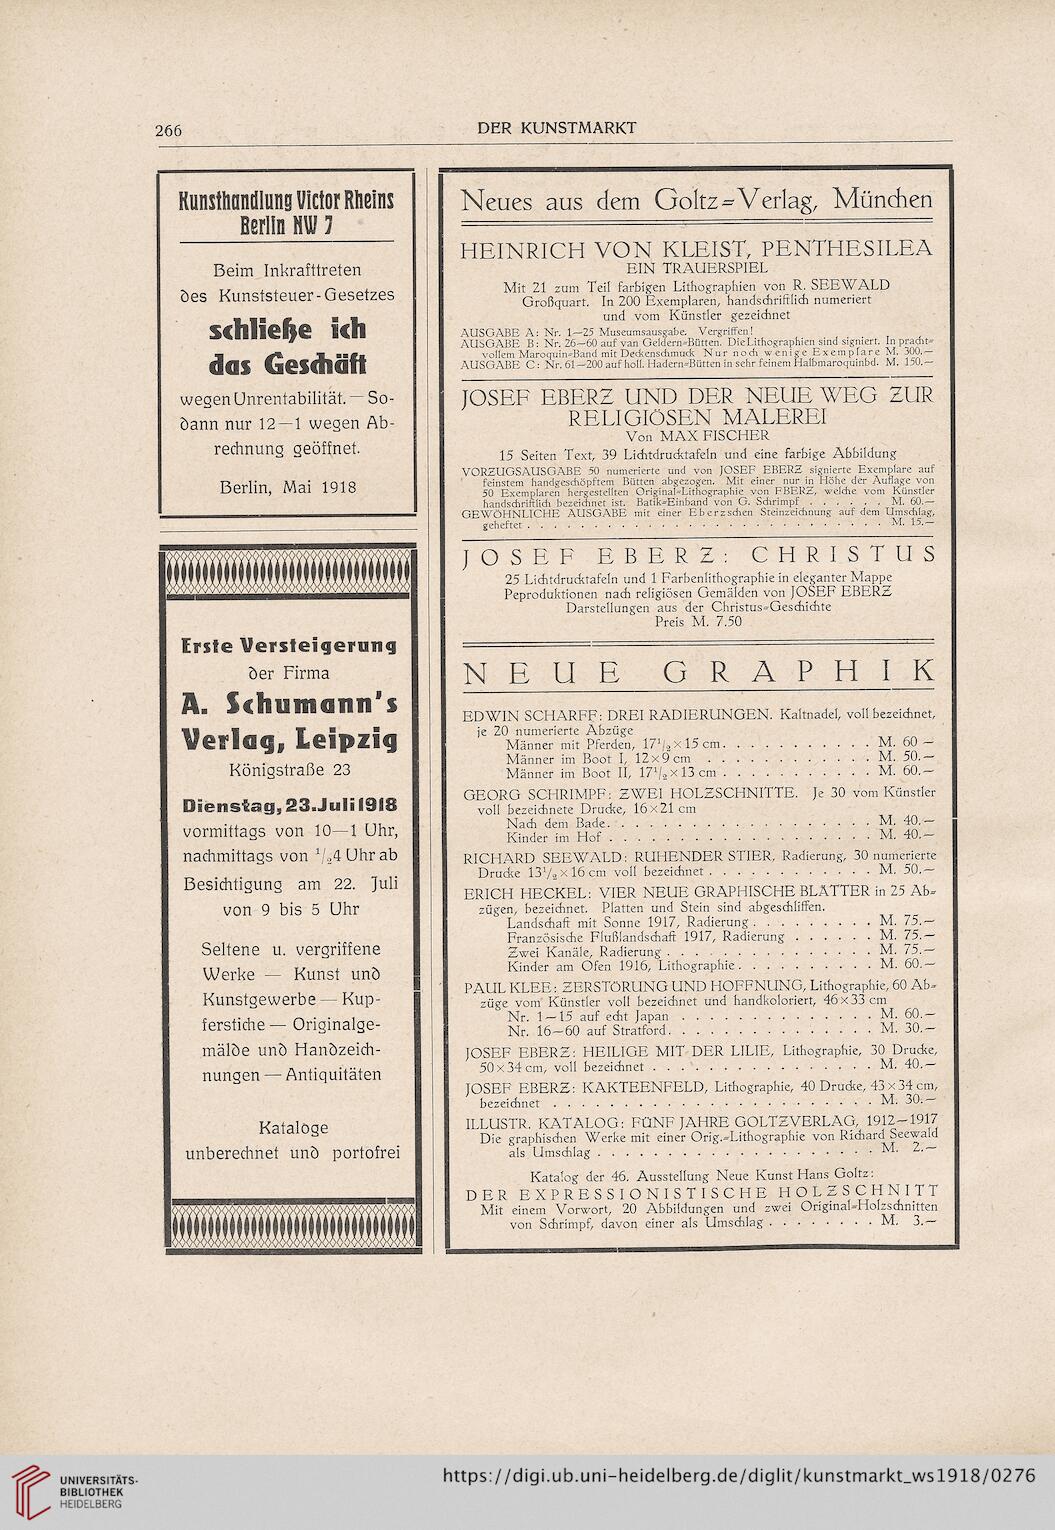 266
DER KUNSTMARKT
Kunsthandlung Victor Rheins
Berlin NW 7
Beim Inkrafttreten
des Kunststeuer-Gesetzes
schließe ich
das Geschäft
wegen Unrentabilität. — So-
dann nur 12—1 wegen Ab-
rechnung geöffnet.
Berlin, Mai 1918
Erste Versteigerung
der Firma
A. Schumann's
Verlag, Leipzig
Königstraße 23
Dienstag, 23. Juli 1918
vormittags von 10—1 Uhr,
nachmittags von ¹/₂4 Uhr ab
Besichtigung am 22. Juli
von 9 bis 5 Uhr
Seltene u. vergriffene
Werke — Kunst und
Kunstgewerbe — Kup-
ferstiche — Originalge-
mälde und Handzeich-
nungen — Antiquitäten
Kataloge
unberechnet und portofrei
Neues aus dem Goltz-Verlag, München
HEINRICH VON KLEIST, PENTHESILEA
EIN TRAUERSPIEL
Mit 21 zum Teil farbigen Lithographien von R. SEEWALD
Großquart. In 200 Exemplaren, handschriftlich numeriert
und vom Künstler gezeichnet
AUSGABE A: Nr. 1—25 Museumsausgabe. Vergriffen!
AUSGABE B: Nr. 26—60 auf van Geldern-Bütten. Die Lithographien sind signiert. In pracht-
vollem Maroquin-Band mit Deckenschmuck Nur noch wenige Exemplare M. 300.—
AUSGABE C: Nr. 61—200 auf holl. Hadern-Bütten in sehr feinem Halbmaroquinbd. M. 150.—
JOSEF EBERZ UND DER NEUE WEG ZUR
RELIGIÖSEN MALEREI
Von MAX FISCHER
15 Seiten Text, 39 Lichtdrucktafeln und eine farbige Abbildung
VORZUGSAUSGABE 50 numerierte und von JOSEF EBERZ signierte Exemplare auf
feinstem handgeschöpftem Bütten abgezogen. Mit einer nur in Höhe der Auflage von
50 Exemplaren hergestellten Original-Lithographie von EBERZ, welche vom Künstler
handschriftlich bezeichnet ist. Batik-Einband von G. Schrimpf . . . . . . M. 60.—
GEWÖHNLICHE AUSGABE mit einer Eberzschen Steinzeichnung auf dem Umschlag,
geheftet . . . . . . . . . . . . . . . . . . . . . . . . . . M. 15.—
JOSEF EBERZ: CHRISTUS
25 Lichtdrucktafeln und 1 Farbenlithographie in eleganter Mappe
Peproduktionen nach religiösen Gemälden von JOSEF EBERZ
Darstellungen aus der Christus-Geschichte
Preis M. 7.50
NEUE GRAPHIK
EDWIN SCHARFF: DREI RADIERUNGEN. Kaltnadel, voll bezeichnet,
je 20 numerierte Abzüge
Männer mit Pferden, 17¹/₂×15 cm. . . . . . . . . . . M. 60 —
Männer im Boot I, 12×9 cm . . . . . . . . . . . . M. 50.—
Männer im Boot II, 17¹/₂×13 cm . . . . . . . . . . . M. 60.—
GEORG SCHRIMPF: ZWEI HOLZSCHNITTE. Je 30 vom Künstler
voll bezeichnete Drucke, 16×21 cm
Nach dem Bade. . . . . . . . . . . . . . . . . . . M. 40.—
Kinder im Hof . . . . . . . . . . . . . . . . . . . M. 40.—
RICHARD SEEWALD: RUHENDER STIER, Radierung, 30 numerierte
Drucke 13¹/₂×16 cm voll bezeichnet . . . . . . . . . . . . M. 50.—
ERICH HECKEL: VIER NEUE GRAPHISCHE BLÄTTER in 25 Ab-
zügen, bezeichnet. Platten und Stein sind abgeschliffen.
Landschaft mit Sonne 1917, Radierung . . . . . . . . . M. 75.—
Französische Flußlandschaft 1917, Radierung . . . . . . M. 75.—
Zwei Kanäle, Radierung . . . . . . . . . . . . . . . M. 75.—
Kinder am Ofen 1916, Lithographie. . . . . . . . . . M. 60.—
PAUL KLEE: ZERSTÖRUNG UND HOFFNUNG, Lithographie, 60 Ab-
züge vom Künstler voll bezeichnet und handkoloriert, 46×33 cm
Nr. 1—15 auf echt Japan . . . . . . . . . . . . . . M. 60.—
Nr. 16—60 auf Stratford. . . . . . . . . . . . . . . M. 30.—
JOSEF EBERZ: HEILIGE MIT DER LILIE, Lithographie, 30 Drucke,
50×34 cm, voll bezeichnet . . . . . . . . . . . . . . . . M. 40.—
JOSEF EBERZ: KAKTEENFELD, Lithographie, 40 Drucke, 43×34 cm,
bezeichnet . . . . . . . . . . . . . . . . . . . . . . . M. 30.—
ILLUSTR. KATALOG: FÜNF JAHRE GOLTZVERLAG, 1912—1917
Die graphischen Werke mit einer Orig.-Lithographie von Richard Seewald
als Umschlag . . . . . . . . . . . . . . . . . . . . M. 2.—
Katalog der 46. Ausstellung Neue Kunst Hans Goltz:
DER EXPRESSIONISTISCHE HOLZSCHNITT
Mit einem Vorwort, 20 Abbildungen und zwei Original-Holzschnitten
von Schrimpf, davon einer als Umschlag . . . . . . . . M. 3.—
UNIVERSITÄTS-
BIBLIOTHEK
HEIDELBERG
https://digi.ub.uni-heidelberg.de/diglit/kunstmarkt_ws1918/0276